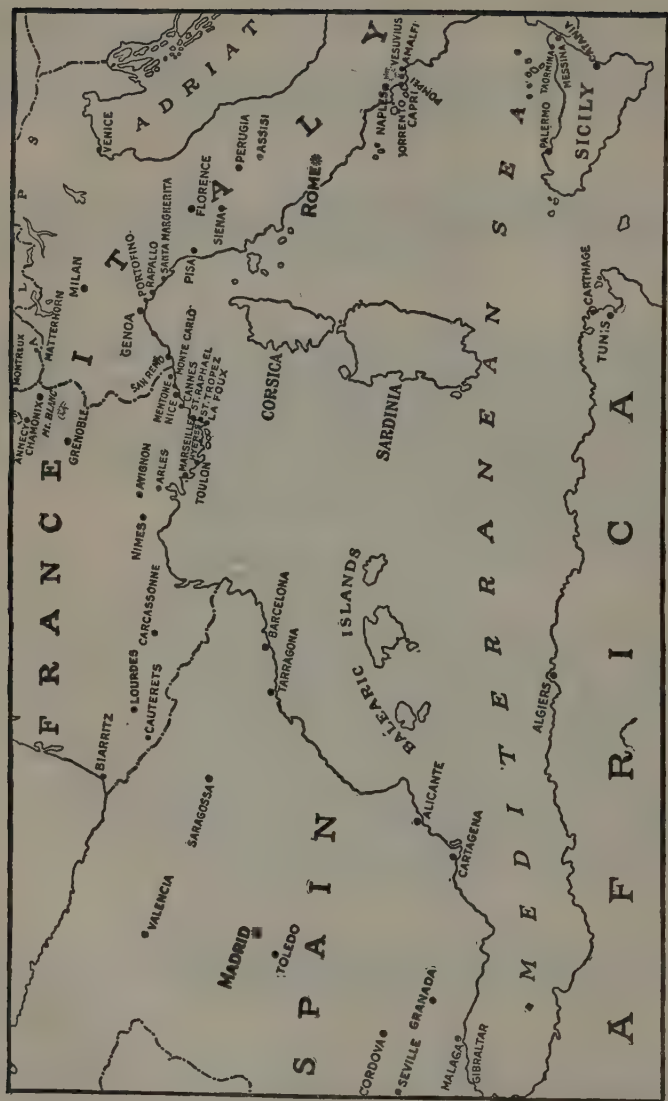 FRANCE
ITALY
SPAIN
AFRICA
MEDITERRANEAN SEA
ADRIAT
ALPS
CORSICA
SARDINIA
SICILY
BALEARIC ISLANDS
MONTREUX
ANNECY
CHAMONIX
MT. BLANC
MATTERHORN
GRENOBLE
MILAN
VENICE
GENOA
PORTOFINO
RAPALLO
SANTA MARGHERITA
PISA
FLORENCE
SIENA
PERUGIA
ASSISI
ROME
NAPLES
VESUVIUS
POMPEI
AMALFI
SORRENTO
CAPRI
PALERMO
TAORMINA
MESSINA
CATANIA
SAN REMO
MENTONE
MONTE CARLO
NICE
CANNES
ST. RAPHAEL
ST. TROPEZ
LA FOUX
HYERES
MARSEILLES
TOULON
AVIGNON
ARLES
NIMES
CARCASSONNE
LOURDES
CAUTERETS
BIARRITZ
BARCELONA
TARRAGONA
SARAGOSSA
VALENCIA
MADRID
TOLEDO
ALICANTE
CARTAGENA
CORDOVA
SEVILLE
GRANADA
MALAGA
GIBRALTAR
ALGIERS
TUNIS
CARTHAGE